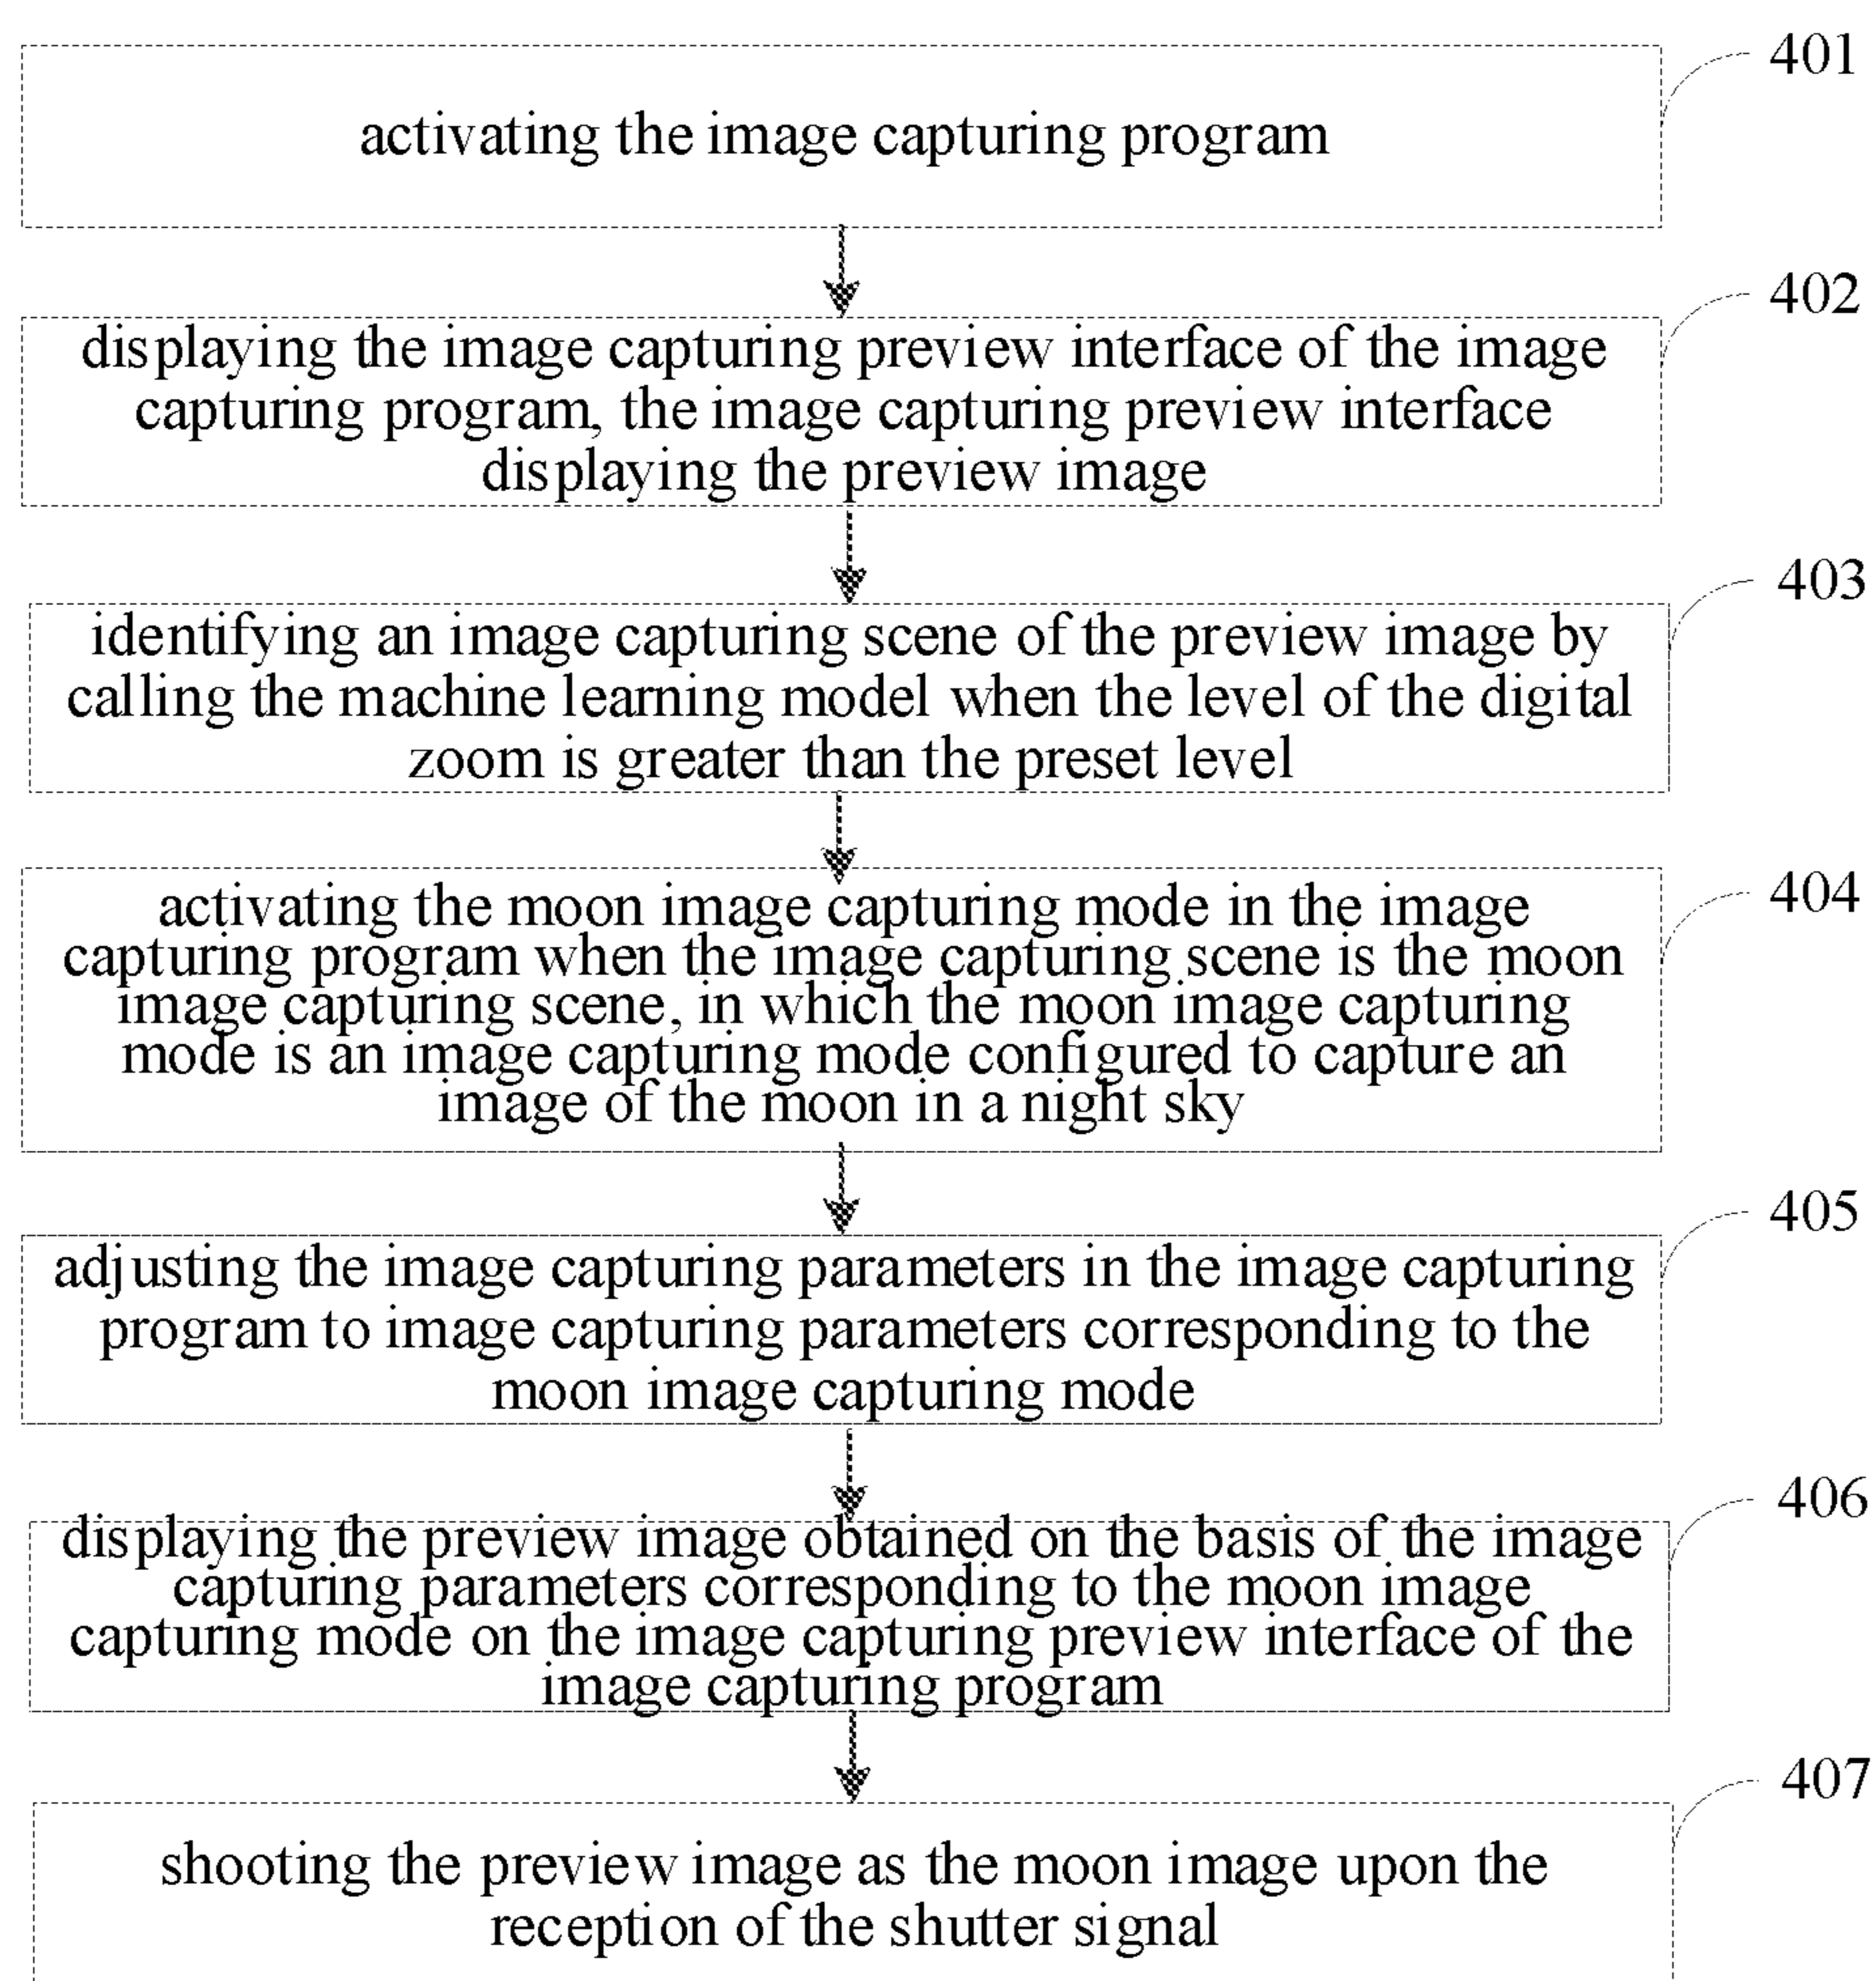 401
activating the image capturing program
402
displaying the image capturing preview interface of the image
capturing program, the image capturing preview interface
displaying the preview image
403
identifying an image capturing scene of the preview image by
calling the machine learning model when the level of the digital
zoom is greater than the preset level
404
activating the moon image capturing mode in the image
capturing program when the image capturing scene is the moon
image capturing scene, in which the moon image capturing
mode is an image capturing mode configured to capture an
image of the moon in a night sky
405
adjusting the image capturing parameters in the image capturing
program to image capturing parameters corresponding to the
moon image capturing mode
406
displaying the preview image obtained on the basis of the image
capturing parameters corresponding to the moon image
capturing mode on the image capturing preview interface of the
image capturing program
407
shooting the preview image as the moon image upon the
reception of the shutter signal